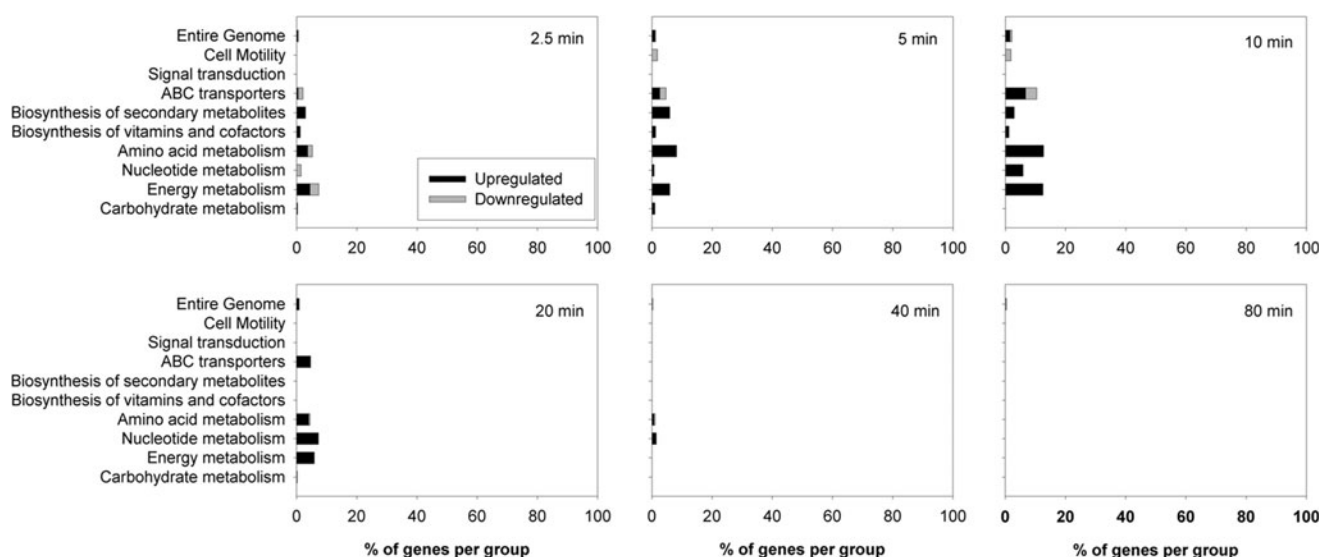 Entire Genome
Cell Motility
Signal transduction
ABC transporters
Biosynthesis of secondary metabolites
Biosynthesis of vitamins and cofactors
Amino acid metabolism
Nucleotide metabolism
Energy metabolism
Carbohydrate metabolism
2.5 min
Upregulated
Downregulated
0 20 40 60 80 100
5 min
0 20 40 60 80 100
10 min
0 20 40 60 80 100
Entire Genome
Cell Motility
Signal transduction
ABC transporters
Biosynthesis of secondary metabolites
Biosynthesis of vitamins and cofactors
Amino acid metabolism
Nucleotide metabolism
Energy metabolism
Carbohydrate metabolism
20 min
0 20 40 60 80 100
% of genes per group
40 min
0 20 40 60 80 100
% of genes per group
80 min
0 20 40 60 80 100
% of genes per group